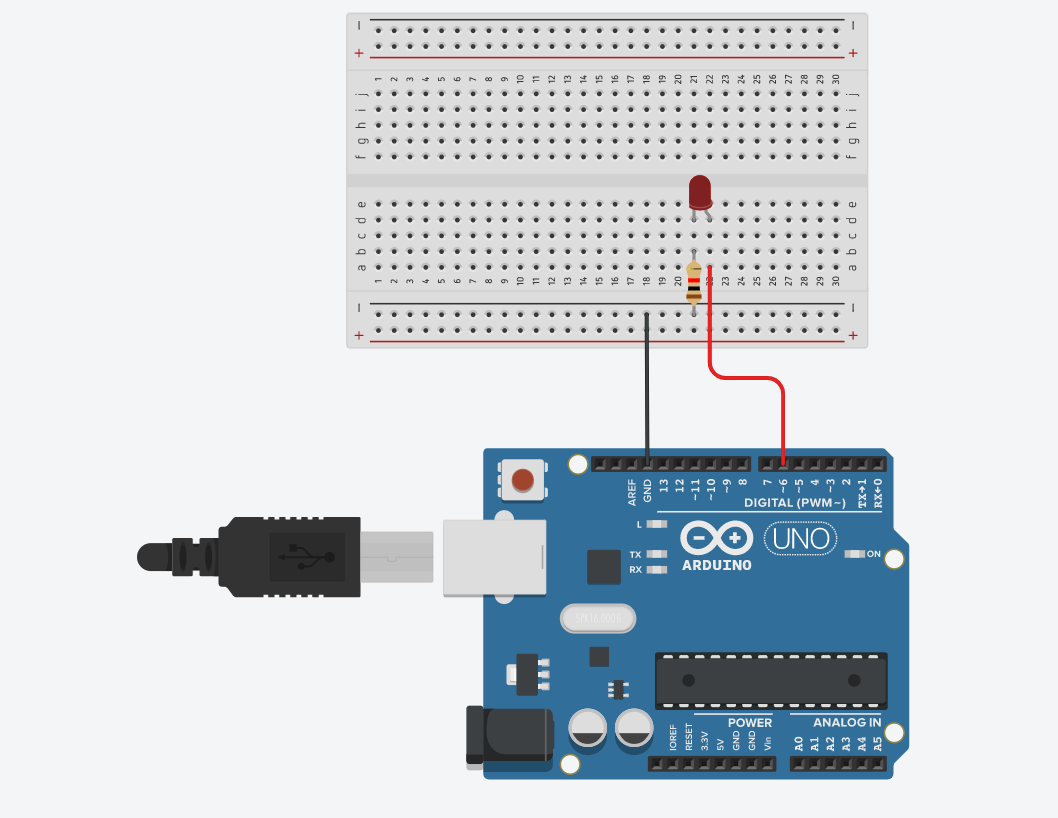 − −
+ +
1 2 3 4 5 6 7 8 9 10 11 12 13 14 15 16 17 18 19 20 21 22 23 24 25 26 27 28 29 30
j j
i i
h h
g g
f f
e e
d d
c c
b b
a a
1 2 3 4 5 6 7 8 9 10 11 12 13 14 15 16 17 18 19 20 21 23 24 25 26 27 28 29 30
− −
+ +
AREF GND 13 12 ~11 ~10 ~9 8 7 ~6 ~5 4 ~3 2 TX→1 RX←0
DIGITAL (PWM~)
L
TX
RX
UNO
ON
ARDUINO
POWER ANALOG IN
IOREF RESET 3.3V 5V GND GND Vin A0 A1 A2 A3 A4 A5